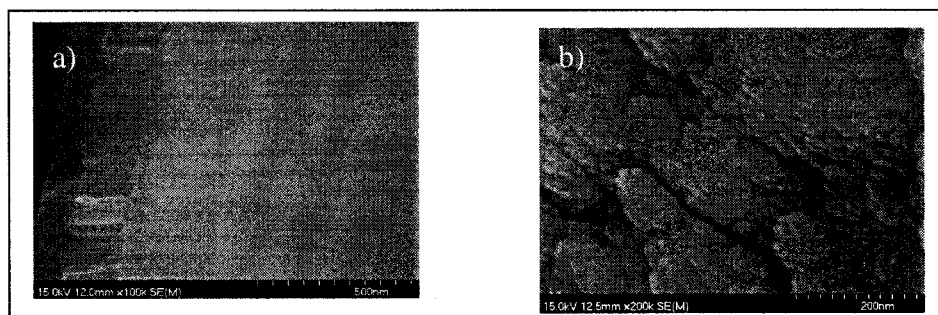 a)
b)
15.0kV 12.0mm x100k SE(M) 500nm
15.0kV 12.5mm x200k SE(M) 200nm